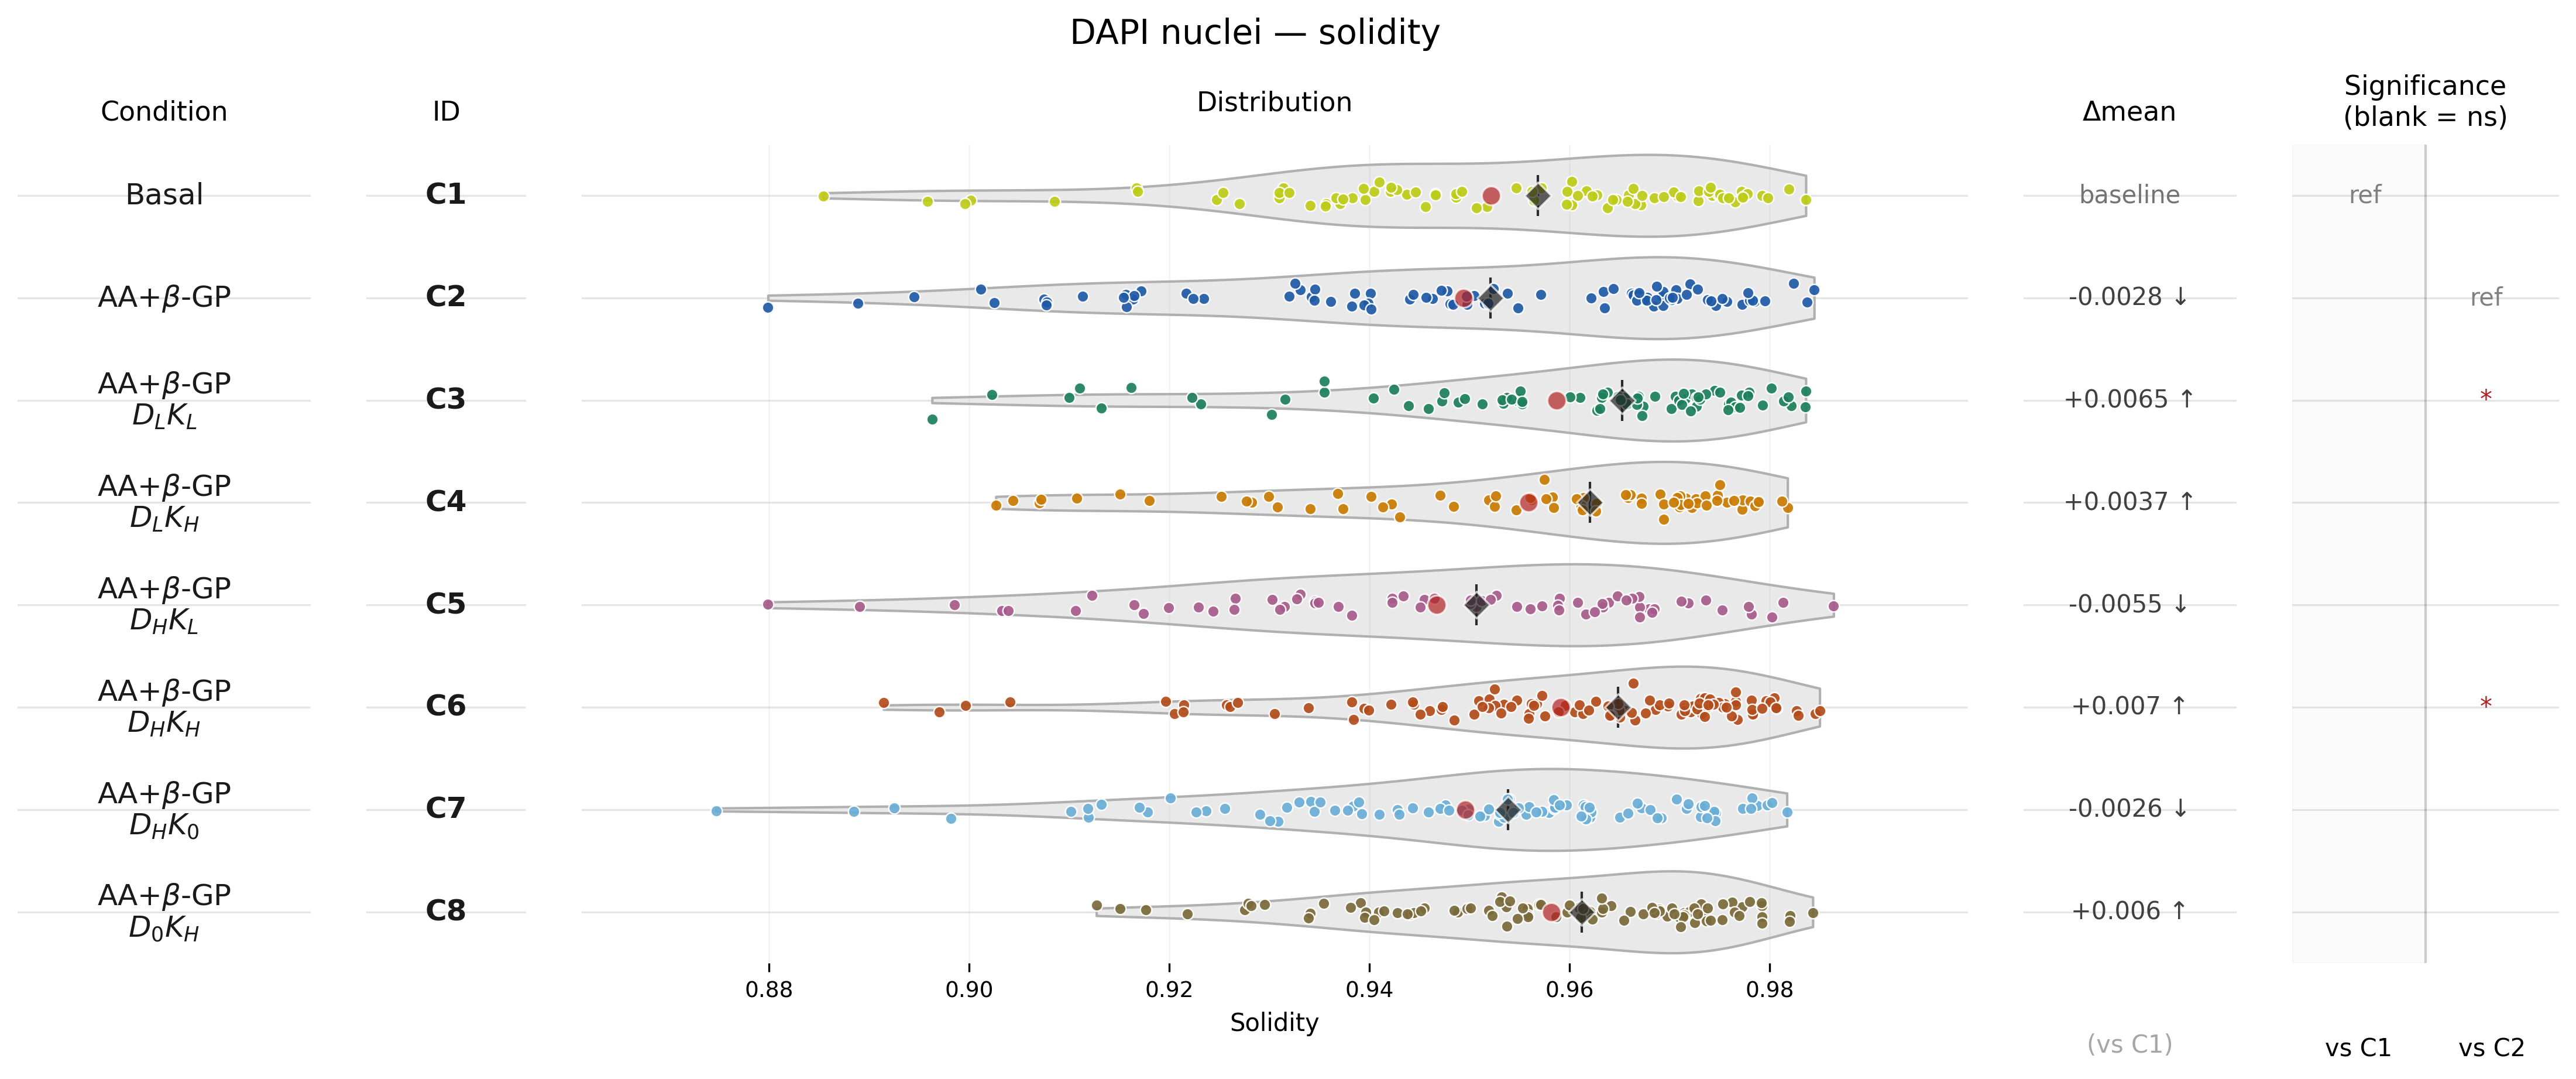 DAPI nuclei — solidity
Condition ID Distribution Δmean Significance
(blank = ns)
Basal C1 baseline ref
AA+β-GP C2 -0.0028 ↓ ref
AA+β-GP
D_LK_L C3 +0.0065 ↑ *
AA+β-GP
D_LK_H C4 +0.0037 ↑
AA+β-GP
D_HK_L C5 -0.0055 ↓
AA+β-GP
D_HK_H C6 +0.007 ↑ *
AA+β-GP
D_HK_0 C7 -0.0026 ↓
AA+β-GP
D_0K_H C8 +0.006 ↑
0.88 0.90 0.92 0.94 0.96 0.98
Solidity
(vs C1) vs C1 vs C2